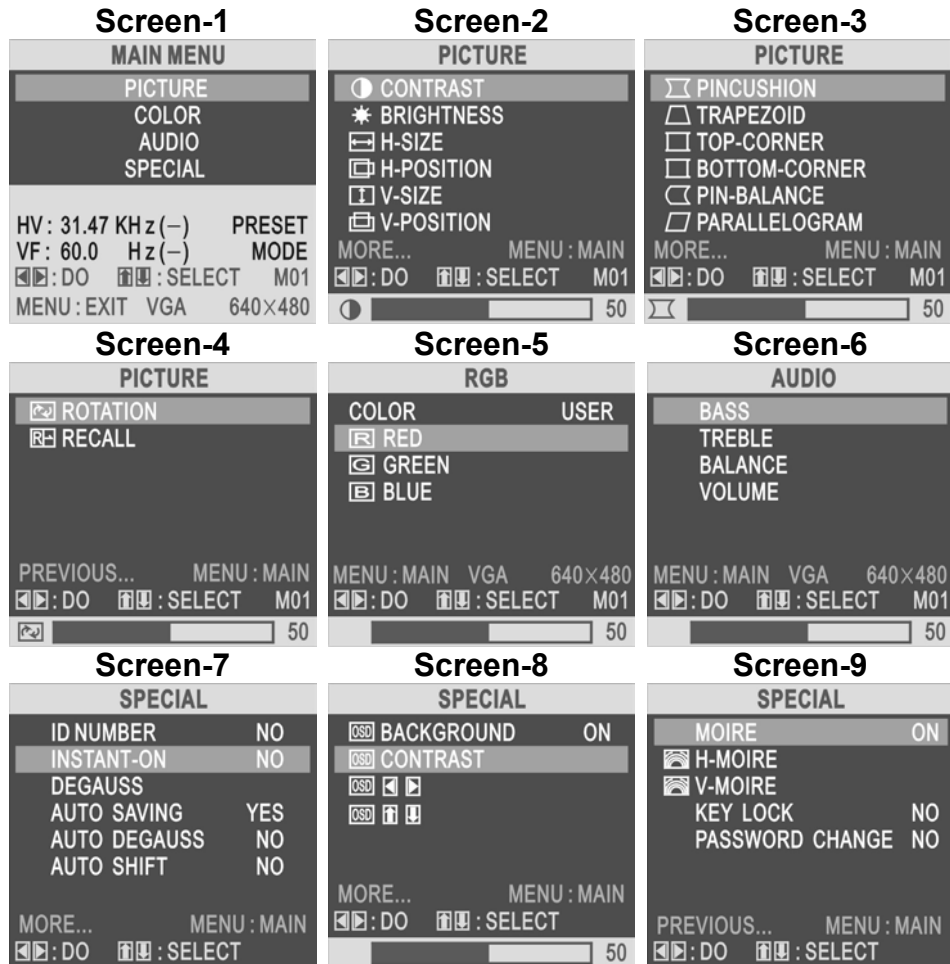 Screen-1
MAIN MENU
PICTURE
COLOR
AUDIO
SPECIAL
HV : 31.47 KHz(−) PRESET
VF : 60.0 Hz(−) MODE
: DO : SELECT M01
MENU : EXIT VGA 640×480
Screen-2
PICTURE
CONTRAST
BRIGHTNESS
H-SIZE
H-POSITION
V-SIZE
V-POSITION
MORE... MENU : MAIN
: DO : SELECT M01
50
Screen-3
PICTURE
PINCUSHION
TRAPEZOID
TOP-CORNER
BOTTOM-CORNER
PIN-BALANCE
PARALLELOGRAM
MORE... MENU : MAIN
: DO : SELECT M01
50
Screen-4
PICTURE
ROTATION
R RECALL
PREVIOUS... MENU : MAIN
: DO : SELECT M01
50
Screen-5
RGB
COLOR USER
R RED
G GREEN
B BLUE
MENU : MAIN VGA 640×480
: DO : SELECT M01
50
Screen-6
AUDIO
BASS
TREBLE
BALANCE
VOLUME
MENU : MAIN VGA 640×480
: DO : SELECT M01
50
Screen-7
SPECIAL
ID NUMBER NO
INSTANT-ON NO
DEGAUSS
AUTO SAVING YES
AUTO DEGAUSS NO
AUTO SHIFT NO
MORE... MENU : MAIN
: DO : SELECT
Screen-8
SPECIAL
OSD BACKGROUND ON
OSD CONTRAST
OSD
OSD
MORE... MENU : MAIN
: DO : SELECT
50
Screen-9
SPECIAL
MOIRE ON
H-MOIRE
V-MOIRE
KEY LOCK NO
PASSWORD CHANGE NO
PREVIOUS... MENU : MAIN
: DO : SELECT